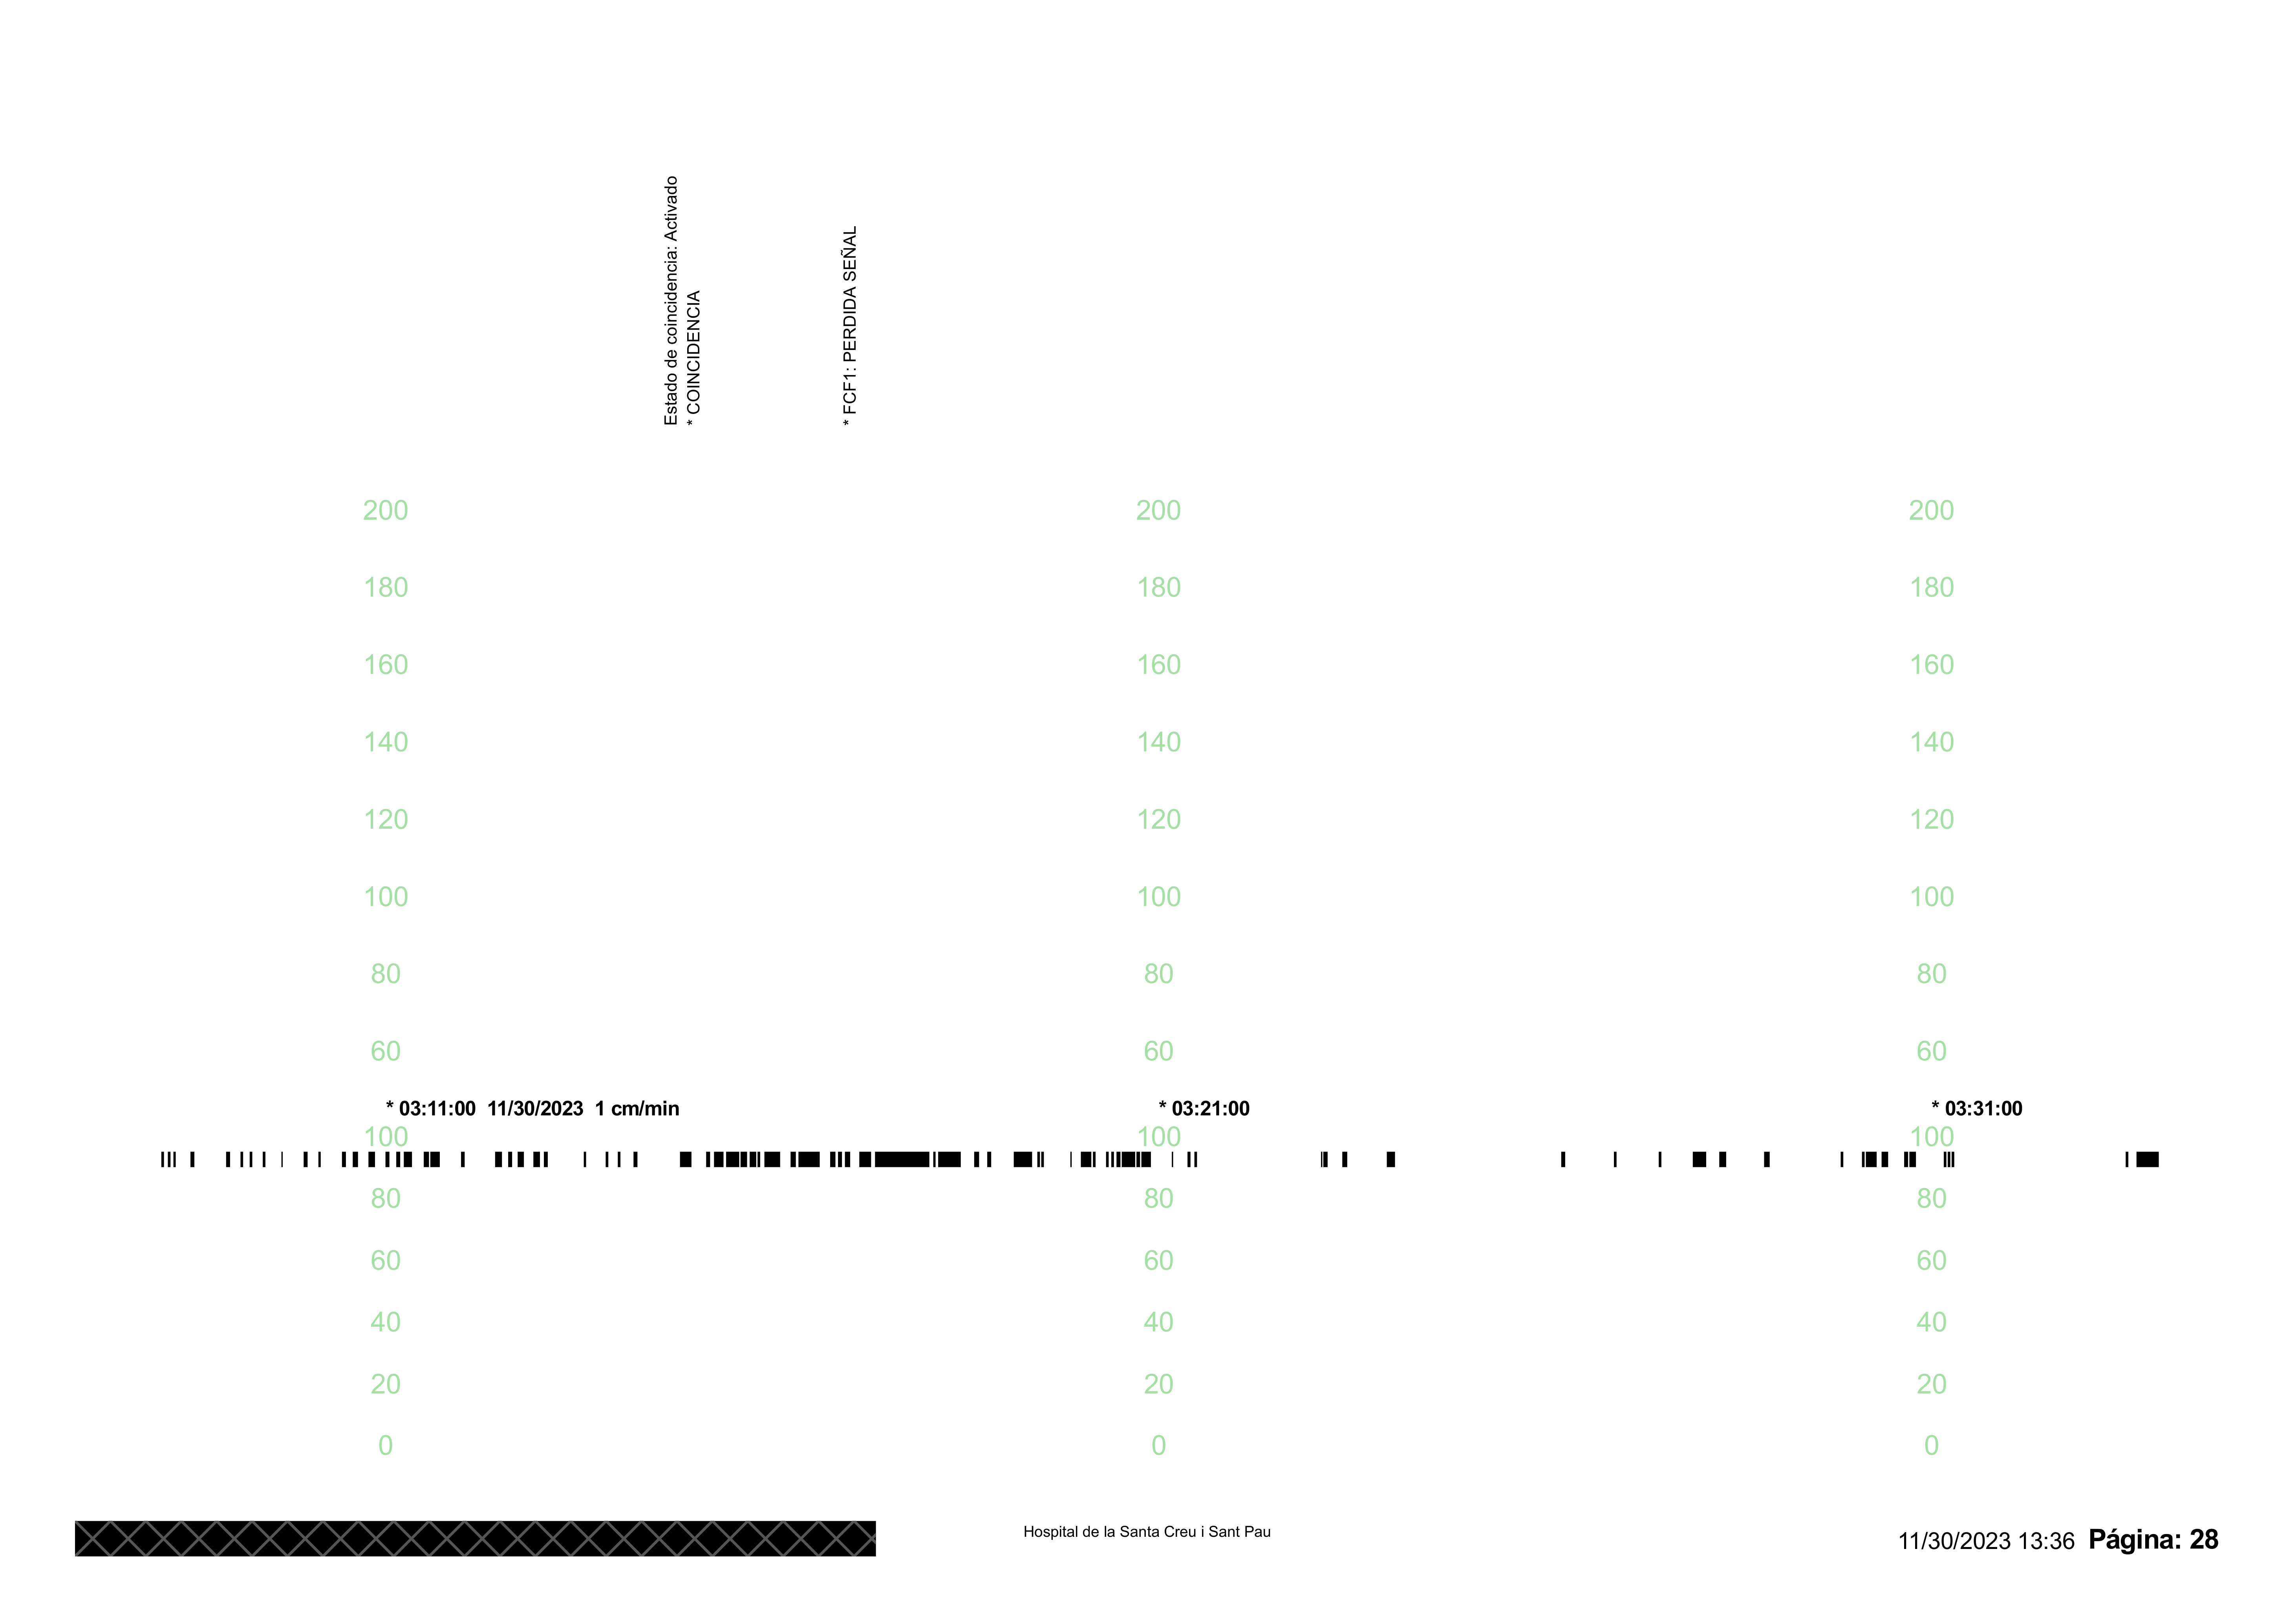 Estado de coincidencia: Activado
* COINCIDENCIA
* FCF1: PERDIDA SEÑAL
200 200 200
180 180 180
160 160 160
140 140 140
120 120 120
100 100 100
80 80 80
60 60 60
* 03:11:00 11/30/2023 1 cm/min * 03:21:00 * 03:31:00
100 100 100
80 80 80
60 60 60
40 40 40
20 20 20
0 0 0
Hospital de la Santa Creu i Sant Pau
11/30/2023 13:36 Página: 28